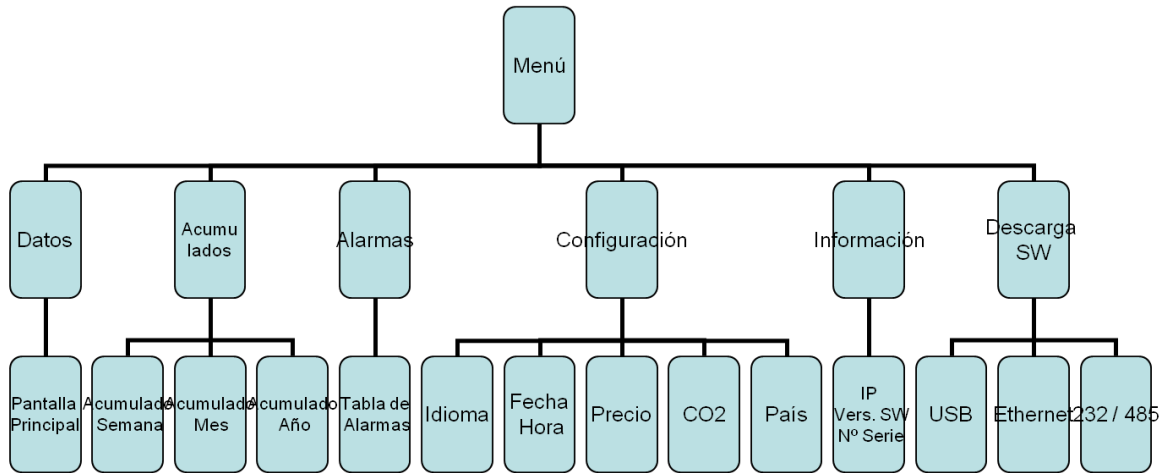 Menú
Datos
Acumu
lados
Alarmas
Configuración
Información
Descarga
SW
Pantalla
Principal
Acumulado
Semana
Acumulado
Mes
Acumulado
Año
Tabla de
Alarmas
Idioma
Fecha
Hora
Precio
CO2
País
IP
Vers. SW
Nº Serie
USB
Ethernet
232 / 485